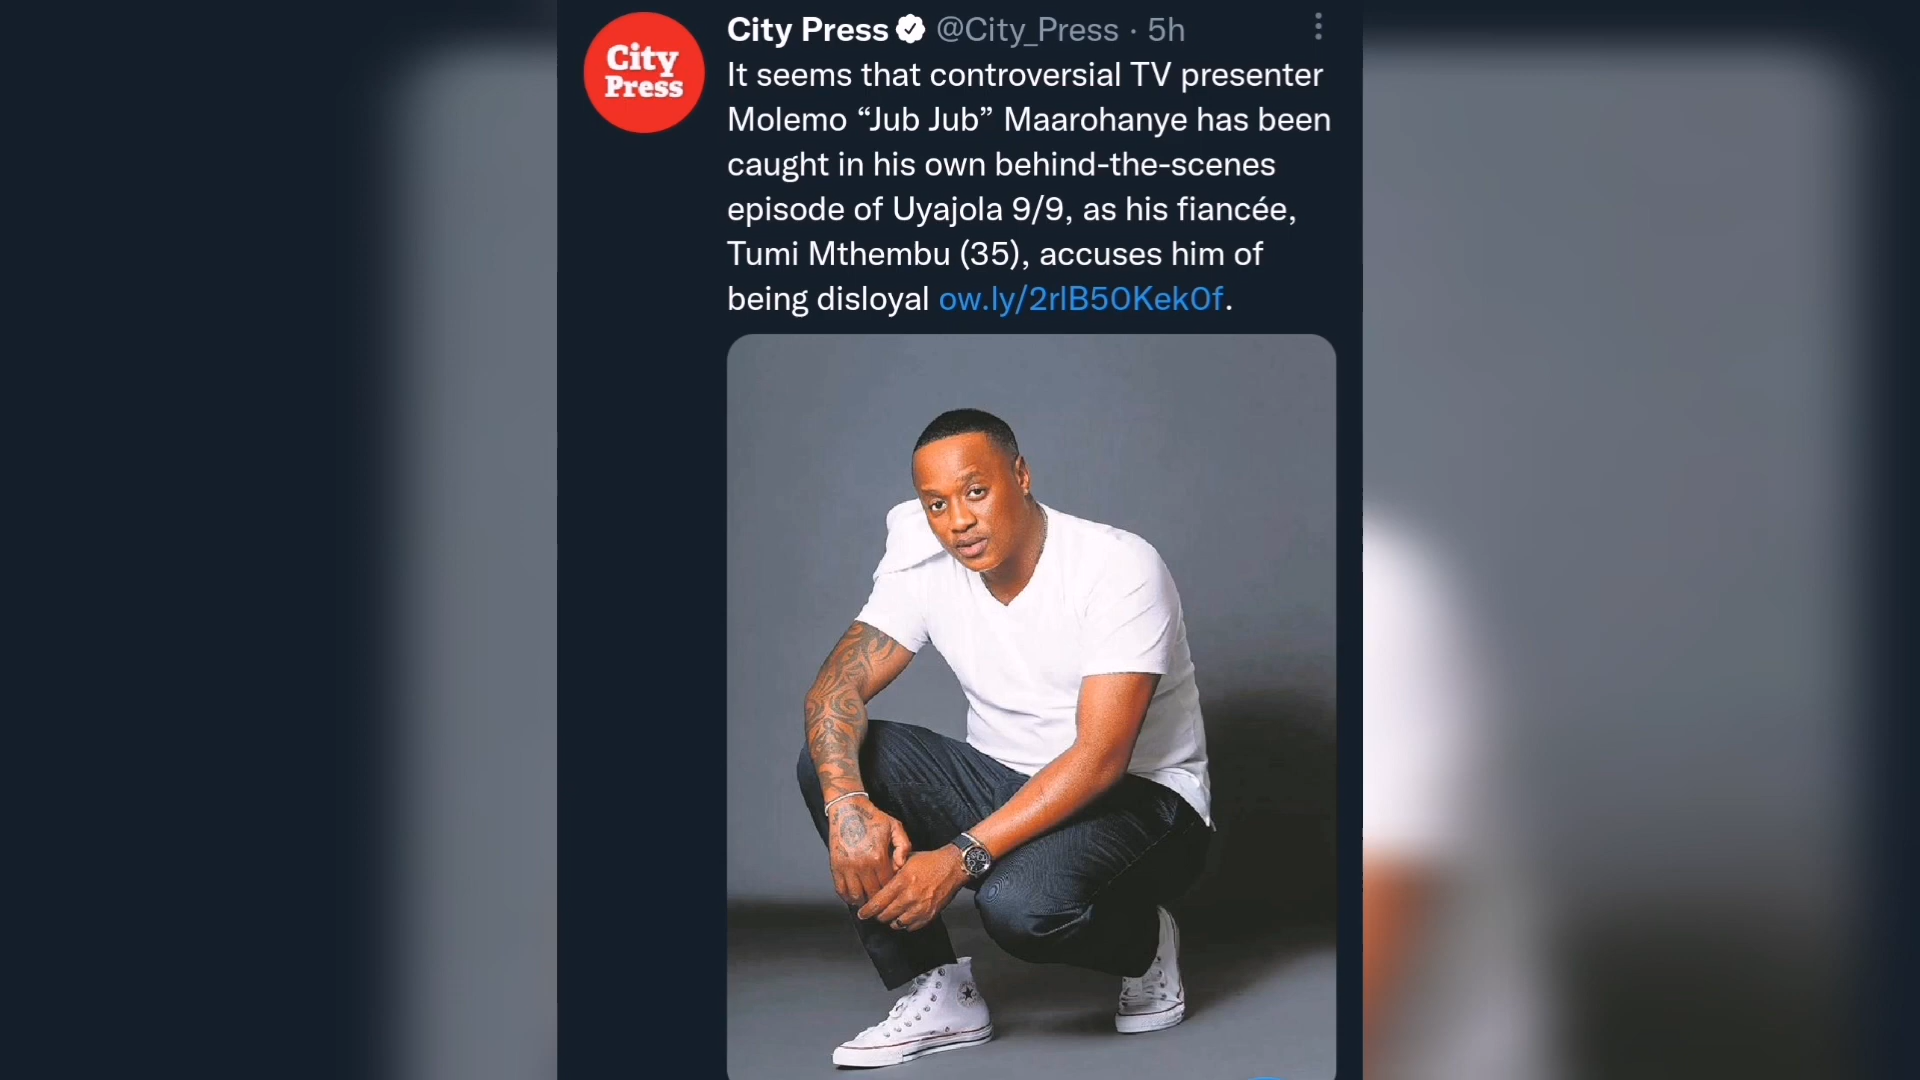 City Press
City Press @City_Press · 5h
It seems that controversial TV presenter
Molemo “Jub Jub” Maarohanye has been
caught in his own behind-the-scenes
episode of Uyajola 9/9, as his fiancée,
Tumi Mthembu (35), accuses him of
being disloyal ow.ly/2rlB50Kek0f.